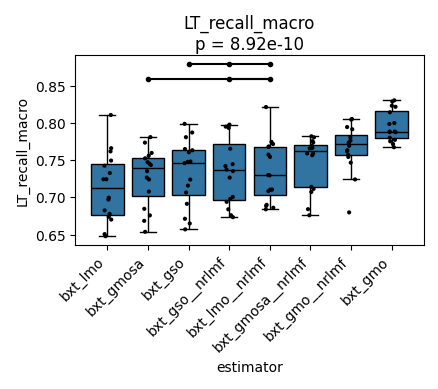 LT_recall_macro
p = 8.92e-10
LT_recall_macro
0.85
0.80
0.75
0.70
0.65
bxt_lmo
bxt_gmosa
bxt_gso
bxt_gso__nrlmf
bxt_lmo__nrlmf
bxt_gmosa__nrlmf
bxt_gmo__nrlmf
bxt_gmo
estimator